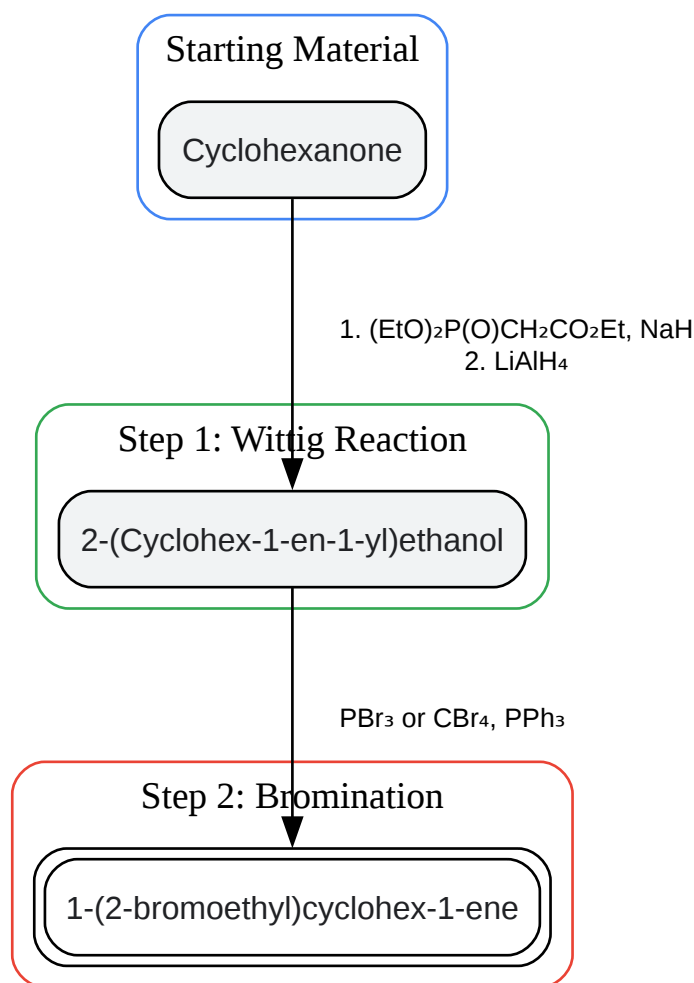 Starting Material
Cyclohexanone
1. (EtO)₂P(O)CH₂CO₂Et, NaH
2. LiAlH₄
Step 1: Wittig Reaction
2-(Cyclohex-1-en-1-yl)ethanol
PBr₃ or CBr₄, PPh₃
Step 2: Bromination
1-(2-bromoethyl)cyclohex-1-ene